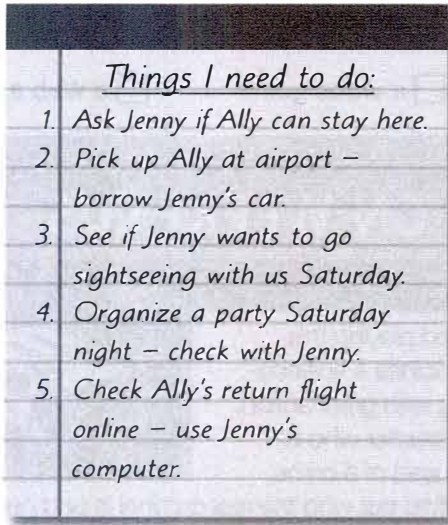 Things I need to do:
1. Ask Jenny if Ally can stay here.
2. Pick up Ally at airport –
borrow Jenny's car.
3. See if Jenny wants to go
sightseeing with us Saturday.
4. Organize a party Saturday
night – check with Jenny.
5. Check Ally's return flight
online – use Jenny's
computer.